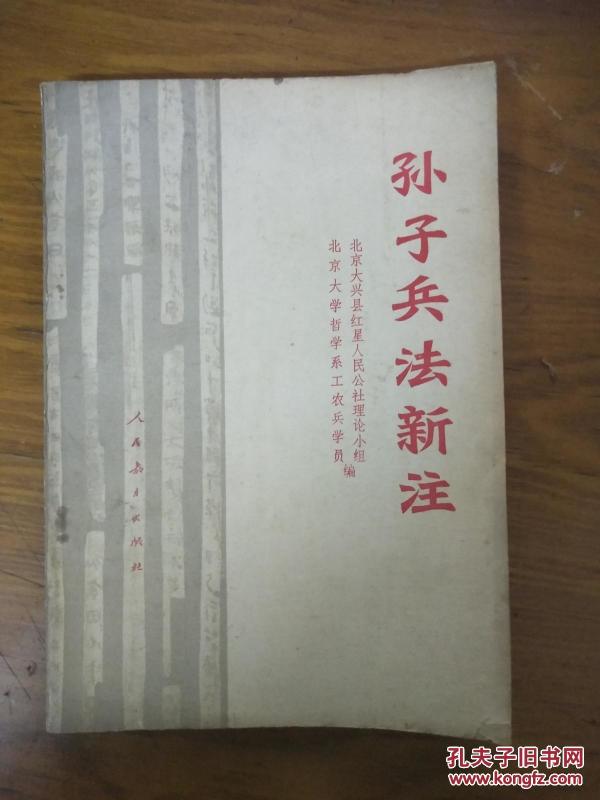 孙子兵法新注
北京大兴县红星人民公社理论小组
北京大学哲学系工农兵学员
编
人民教育出版社
孔夫子旧书网
www.kongfz.com